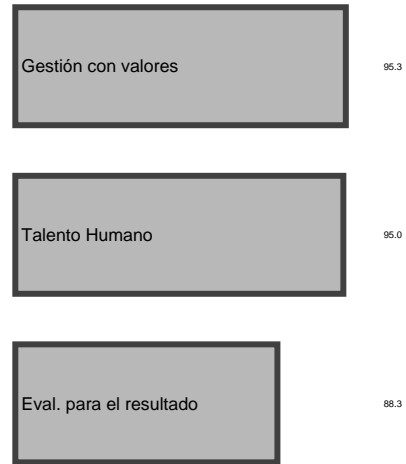 Gestión con valores 95.3
Talento Humano 95.0
Eval. para el resultado 88.3